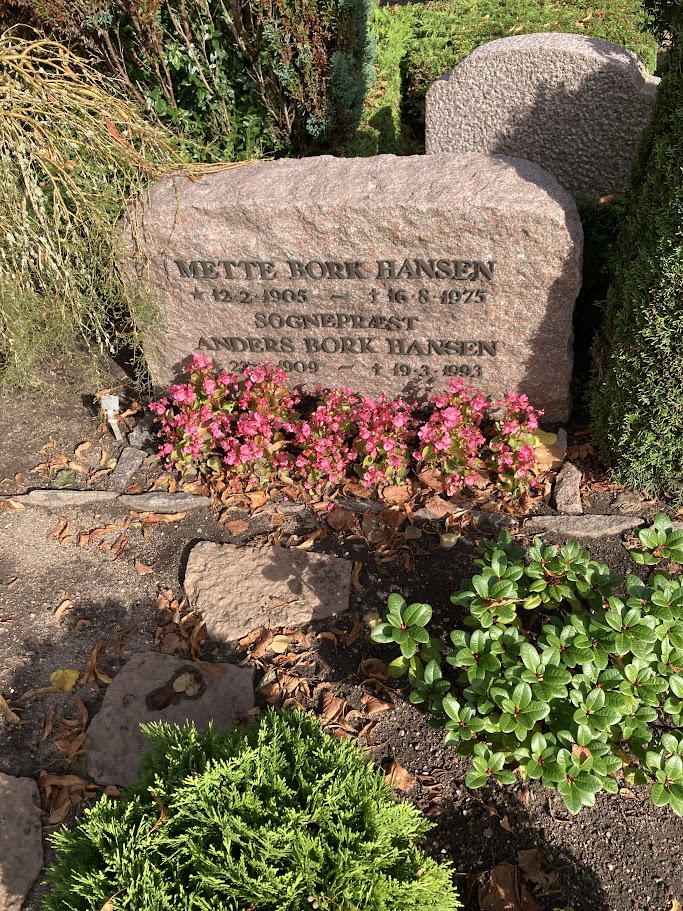 METTE BORK HANSEN
★ 12·2·1905 ~ † 16·8·1975
SOGNEPRÆST
ANDERS BORK HANSEN
1909 ~ † 19·3·1993